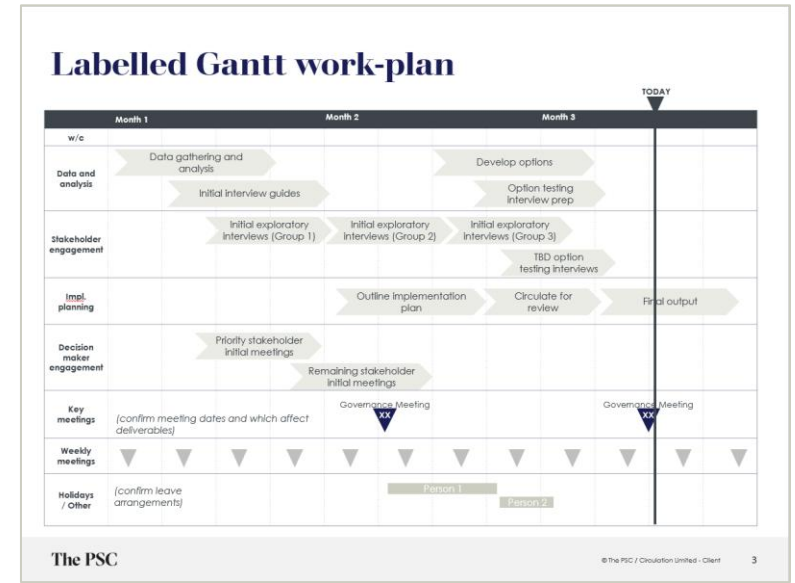 Labelled Gantt work-plan
TODAY
Month 1 Month 2 Month 3
w/c
Data and
analysis
Data gathering and
analysis
Develop options
Initial interview guides
Option testing
interview prep
Stakeholder
engagement
Initial exploratory
interviews (Group 1)
Initial exploratory
interviews (Group 2)
Initial exploratory
interviews (Group 3)
TBD option
testing interviews
Impl.
planning
Outline implementation
plan
Circulate for
review
Final output
Decision
maker
engagement
Priority stakeholder
initial meetings
Remaining stakeholder
initial meetings
Key
meetings
(confirm meeting dates and which affect
deliverables)
Governance Meeting
XX
Governance Meeting
XX
Weekly
meetings
Holidays
/ Other
(confirm leave
arrangements)
Person 1
Person 2
The PSC
© The PSC / Circulation Limited - Client 3